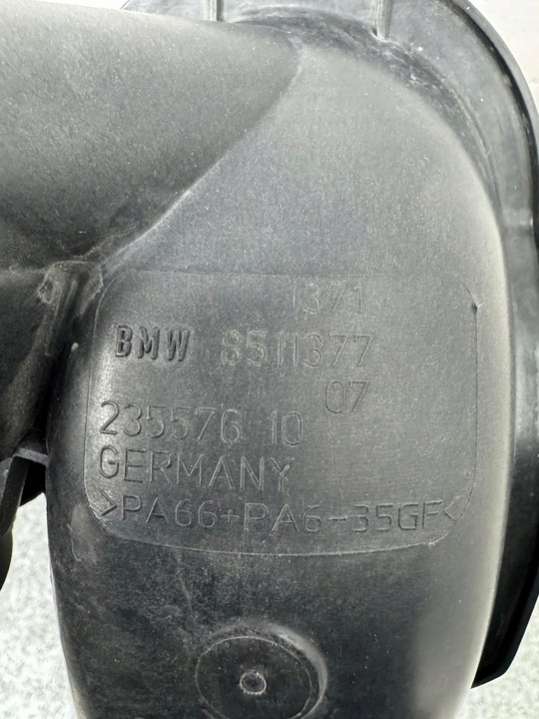 1371
BMW 8511377
07
235576 10
GERMANY
>PA66+PA6-35GF<